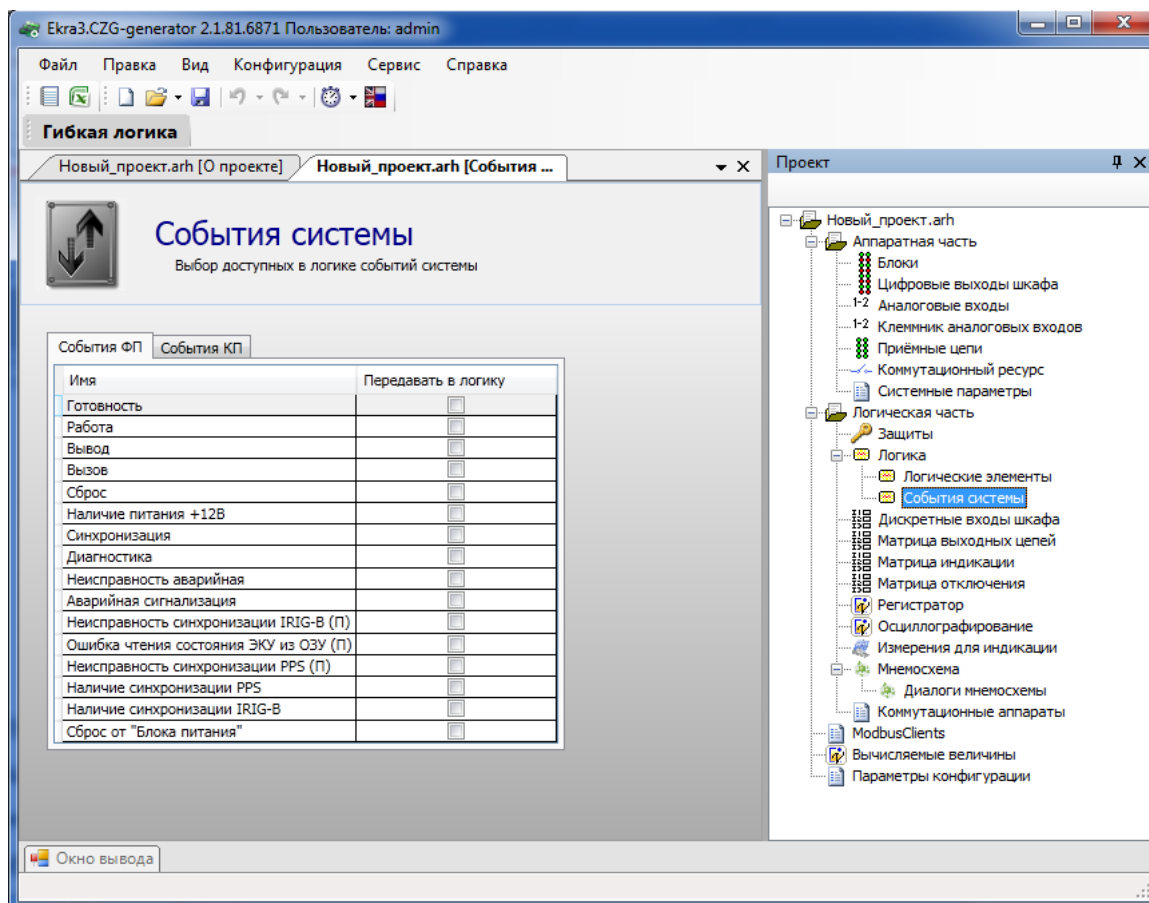 Ekra3.CZG-generator 2.1.81.6871 Пользователь: admin
Файл Правка Вид Конфигурация Сервис Справка
Гибкая логика
Новый_проект.arh [О проекте] Новый_проект.arh [События ...
События системы
Выбор доступных в логике событий системы
События ФП События КП
Имя Передавать в логику
Готовность
Работа
Вывод
Вызов
Сброс
Наличие питания +12В
Синхронизация
Диагностика
Неисправность аварийная
Аварийная сигнализация
Неисправность синхронизации IRIG-B (П)
Ошибка чтения состояния ЭКУ из ОЗУ (П)
Неисправность синхронизации PPS (П)
Наличие синхронизации PPS
Наличие синхронизации IRIG-B
Сброс от "Блока питания"
Проект
Новый_проект.arh
Аппаратная часть
Блоки
Цифровые выходы шкафа
1-2 Аналоговые входы
1-2 Клеммник аналоговых входов
Приёмные цепи
Коммутационный ресурс
Системные параметры
Логическая часть
Защиты
Логика
Логические элементы
События системы
Дискретные входы шкафа
Матрица выходных цепей
Матрица индикации
Матрица отключения
Регистратор
Осциллографирование
Измерения для индикации
Мнемосхема
Диалоги мнемосхемы
Коммутационные аппараты
ModbusClients
Вычисляемые величины
Параметры конфигурации
Окно вывода